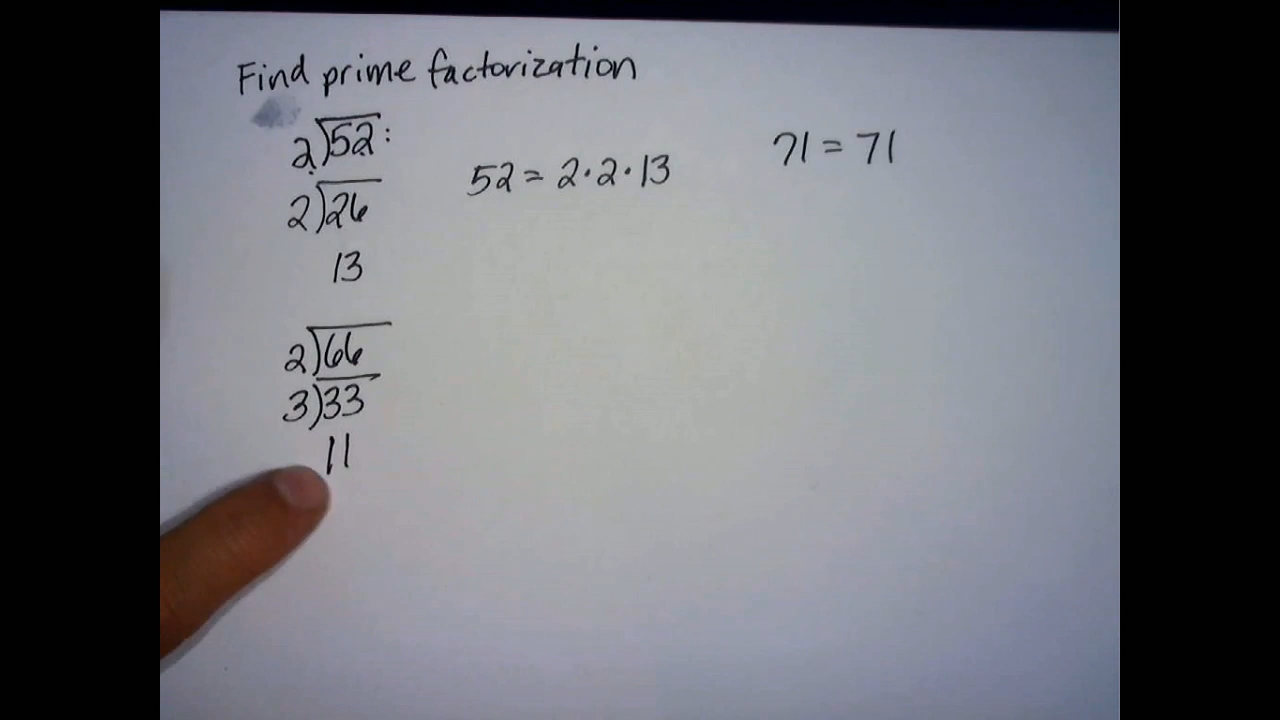 Find prime factorization
2)52:
2)26
13
52 = 2·2·13
71 = 71
2)66
3)33
11